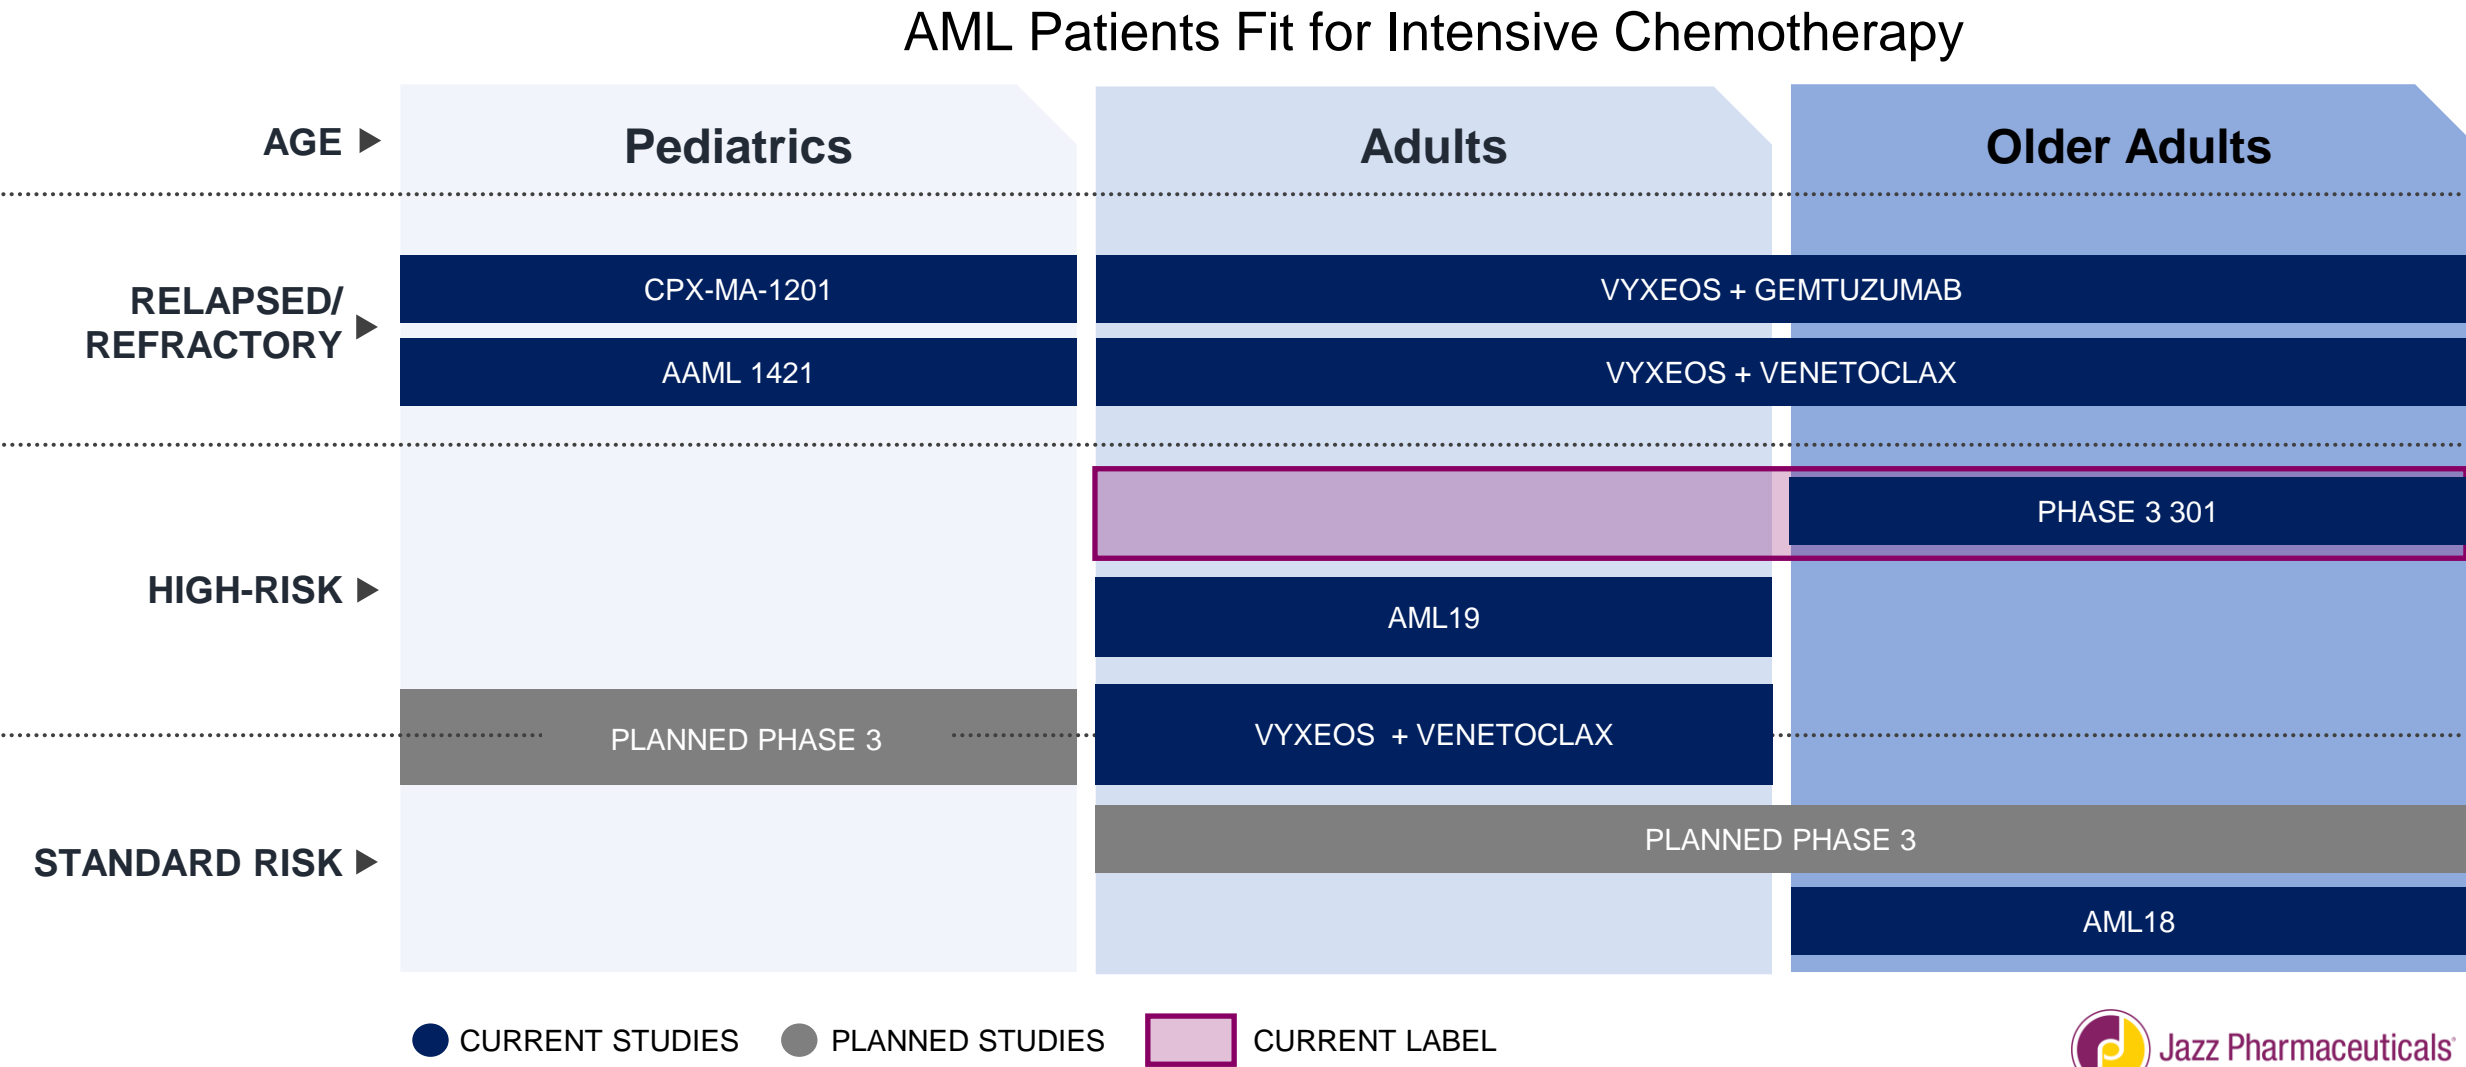 AML Patients Fit for Intensive Chemotherapy
AGE
Pediatrics
Adults
Older Adults
RELAPSED/
REFRACTORY
CPX-MA-1201
VYXEOS + GEMTUZUMAB
AAML 1421
VYXEOS + VENETOCLAX
HIGH-RISK
PHASE 3 301
AML19
PLANNED PHASE 3
VYXEOS + VENETOCLAX
STANDARD RISK
PLANNED PHASE 3
AML18
CURRENT STUDIES
PLANNED STUDIES
CURRENT LABEL
Jazz Pharmaceuticals